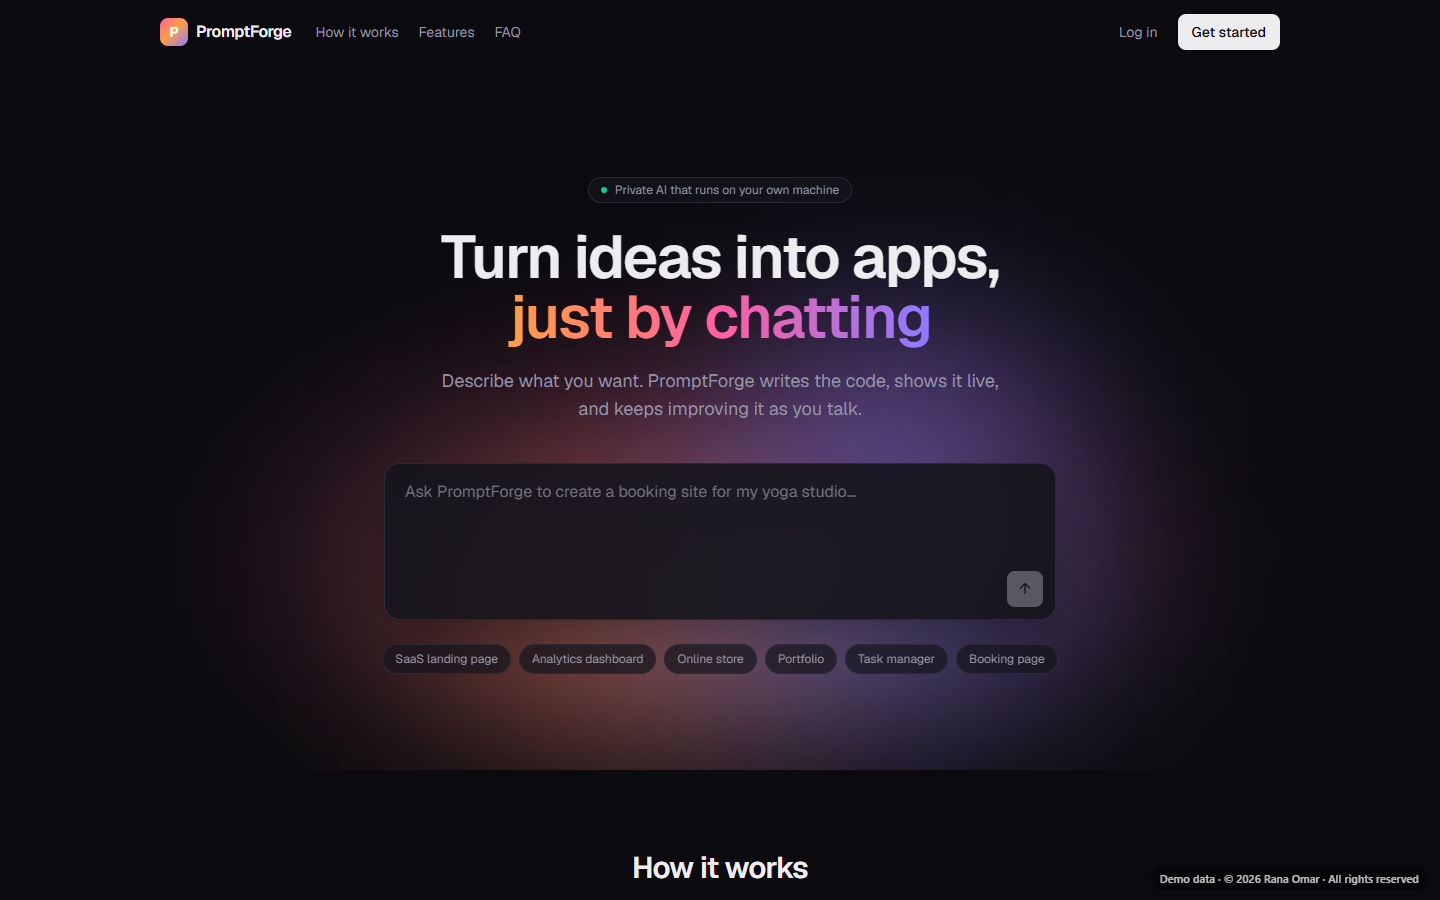 P PromptForge How it works Features FAQ Log in Get started
Private AI that runs on your own machine
Turn ideas into apps,
just by chatting
Describe what you want. PromptForge writes the code, shows it live,
and keeps improving it as you talk.
Ask PromptForge to create a booking site for my yoga studio...
SaaS landing page Analytics dashboard Online store Portfolio Task manager Booking page
How it works
Demo data · © 2026 Rana Omar · All rights reserved